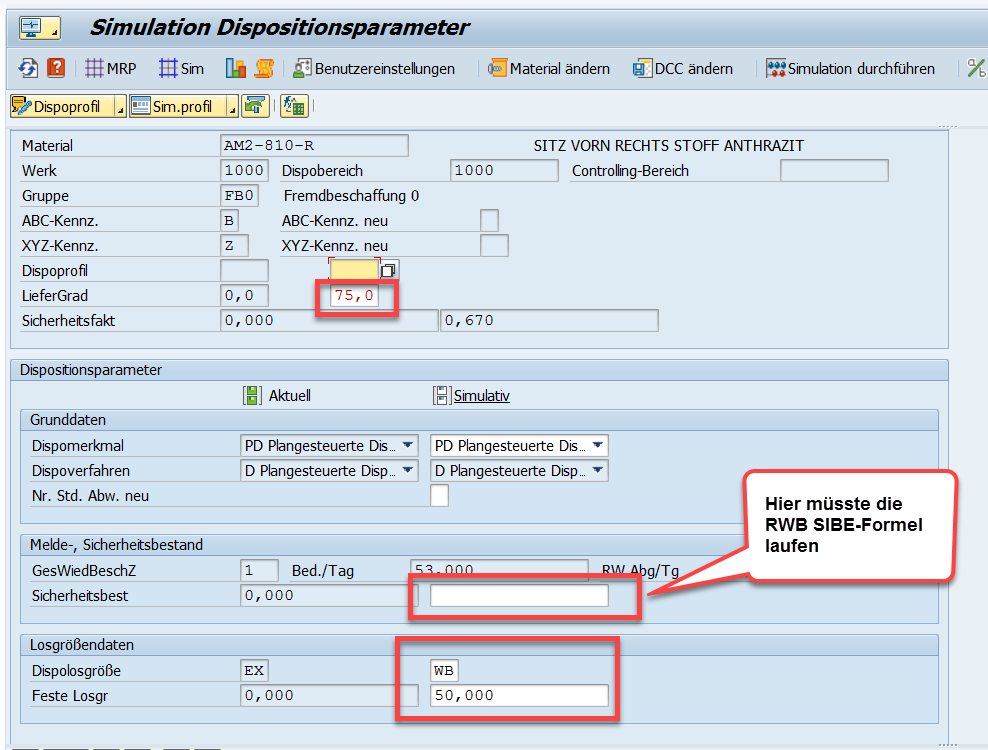 Simulation Dispositionsparameter
MRP Sim Benutzereinstellungen Material ändern DCC ändern Simulation durchführen
Dispoprofil Sim.profil
Material AM2-810-R SITZ VORN RECHTS STOFF ANTHRAZIT
Werk 1000 Dispobereich 1000 Controlling-Bereich
Gruppe FB0 Fremdbeschaffung 0
ABC-Kennz. B ABC-Kennz. neu
XYZ-Kennz. Z XYZ-Kennz. neu
Dispoprofil
LieferGrad 0,0 75,0
Sicherheitsfakt 0,000 0,670
Dispositionsparameter
Aktuell Simulativ
Grunddaten
Dispomerkmal PD Plangesteuerte Dis… PD Plangesteuerte Dis…
Dispoverfahren D Plangesteuerte Disp… D Plangesteuerte Disp…
Nr. Std. Abw. neu
Hier müsste die
RWB SIBE-Formel
laufen
Melde-, Sicherheitsbestand
GesWiedBeschZ 1 Bed./Tag 53,000 RW Abg/Tg
Sicherheitsbest 0,000
Losgrößendaten
Dispolosgröße EX WB
Feste Losgr 0,000 50,000